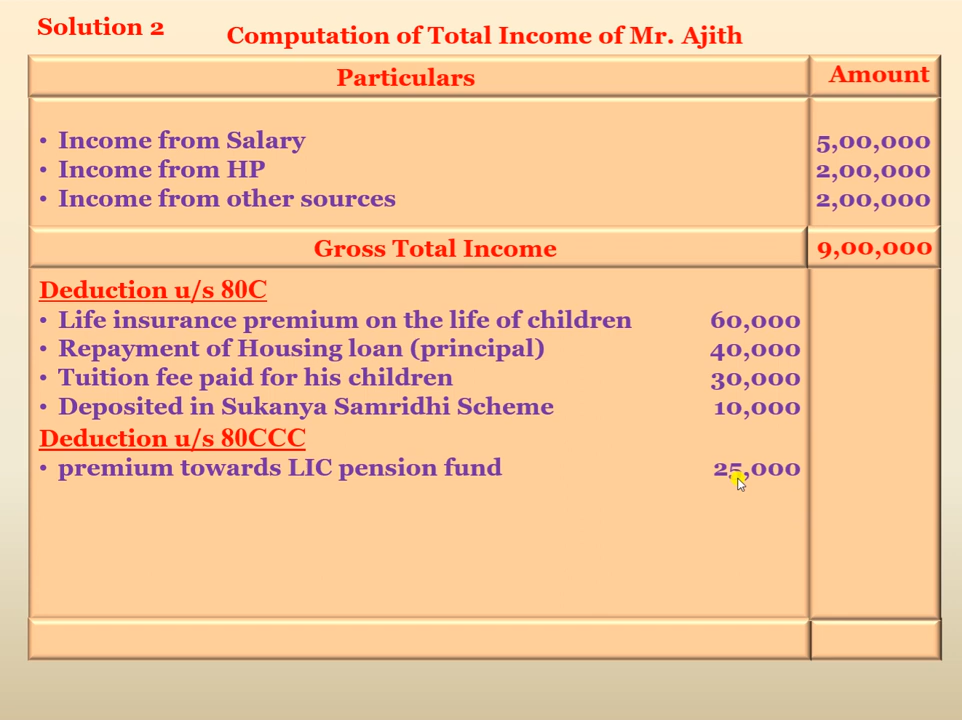 Solution 2
Computation of Total Income of Mr. Ajith
Particulars Amount
• Income from Salary 5,00,000
• Income from HP 2,00,000
• Income from other sources 2,00,000
Gross Total Income 9,00,000
Deduction u/s 80C
• Life insurance premium on the life of children 60,000
• Repayment of Housing loan (principal) 40,000
• Tuition fee paid for his children 30,000
• Deposited in Sukanya Samridhi Scheme 10,000
Deduction u/s 80CCC
• premium towards LIC pension fund 25,000